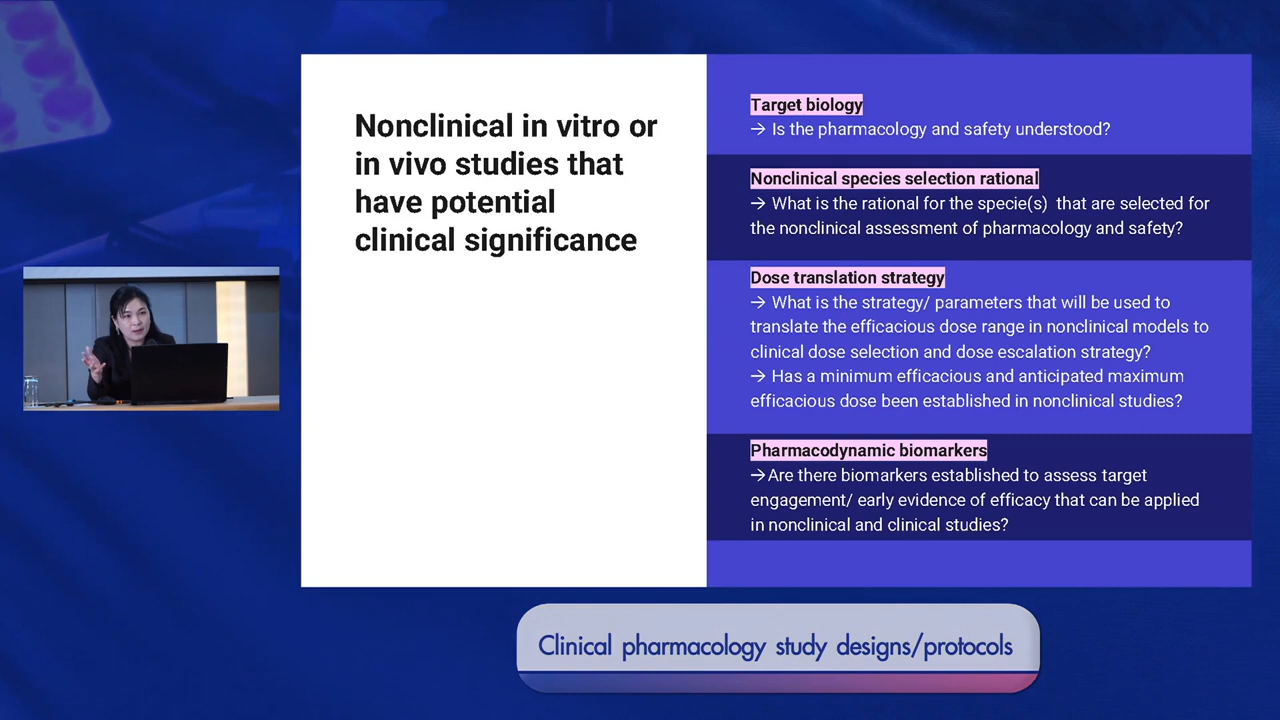 Nonclinical in vitro or
in vivo studies that
have potential
clinical significance
Target biology
→ Is the pharmacology and safety understood?
Nonclinical species selection rational
→ What is the rational for the specie(s) that are selected for
the nonclinical assessment of pharmacology and safety?
Dose translation strategy
→ What is the strategy/ parameters that will be used to
translate the efficacious dose range in nonclinical models to
clinical dose selection and dose escalation strategy?
→ Has a minimum efficacious and anticipated maximum
efficacious dose been established in nonclinical studies?
Pharmacodynamic biomarkers
→Are there biomarkers established to assess target
engagement/ early evidence of efficacy that can be applied
in nonclinical and clinical studies?
Clinical pharmacology study designs/protocols